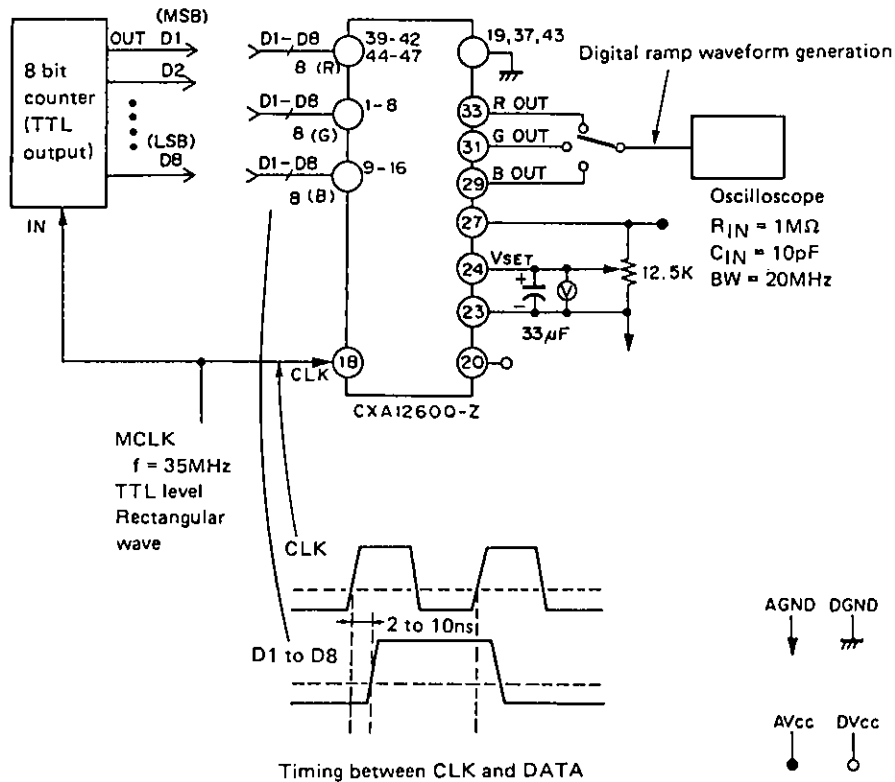 (MSB)
OUT D1
D2
8 bit
counter
(TTL
output)
(LSB)
D8
IN
D1-D8
8 (R)
39-42
44-47
D1-D8
8 (G)
1-8
D1-D8
8 (B)
9-16
19,37,43
33 R OUT
31 G OUT
29 B OUT
27
24 VSET
23
20
18
CLK
+
-
33μF
V
12.5K
CXA1260Q-Z
Digital ramp waveform generation
Oscilloscope
RIN = 1MΩ
CIN = 10pF
BW = 20MHz
MCLK
f = 35MHz
TTL level
Rectangular
wave
CLK
2 to 10ns
D1 to D8
Timing between CLK and DATA
AGND DGND
AVcc DVcc